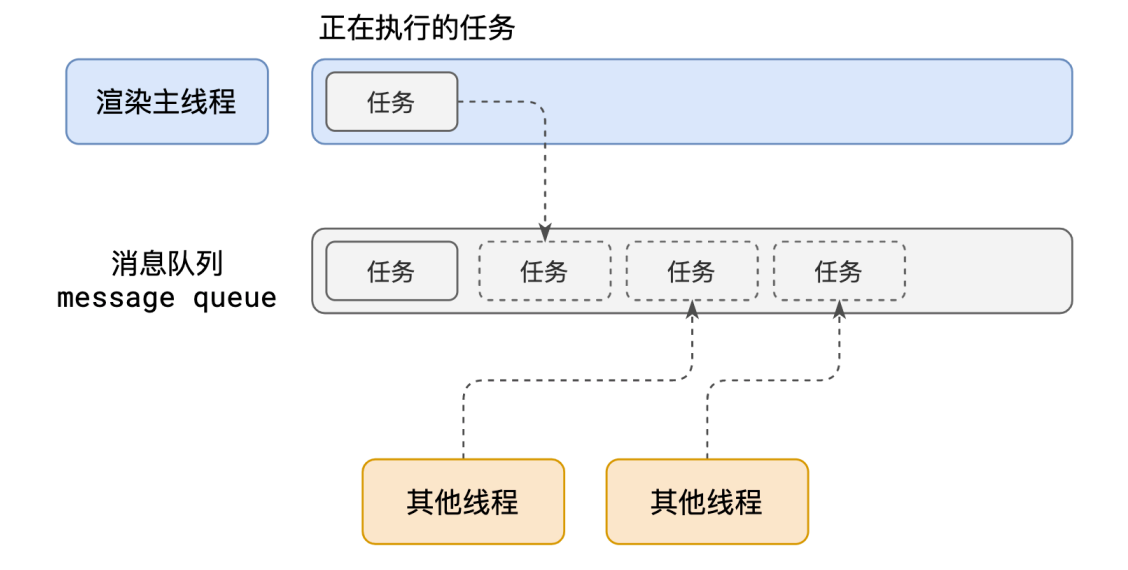 正在执行的任务
渲染主线程
任务
消息队列
message queue
任务
任务
任务
任务
其他线程
其他线程